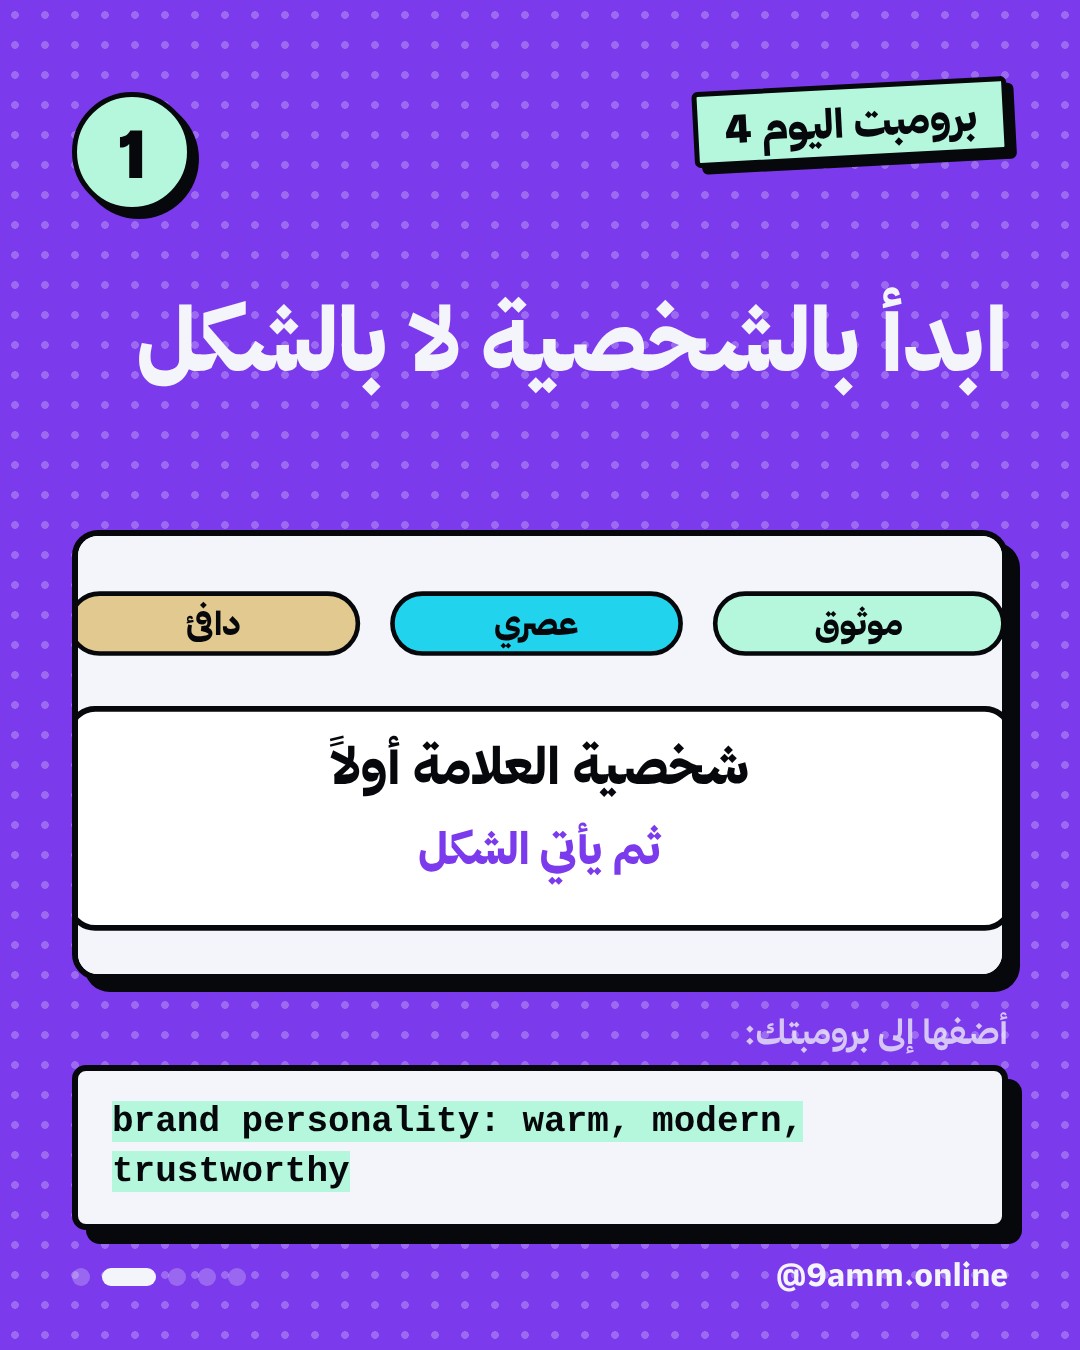 برومبت اليوم 4
1
ابدأ بالشخصية لا بالشكل
موثوق
عصري
دافئ
شخصية العلامة أولاً
ثم يأتي الشكل
أضفها إلى برومبتك:
brand personality: warm, modern,
trustworthy
@9amm.online